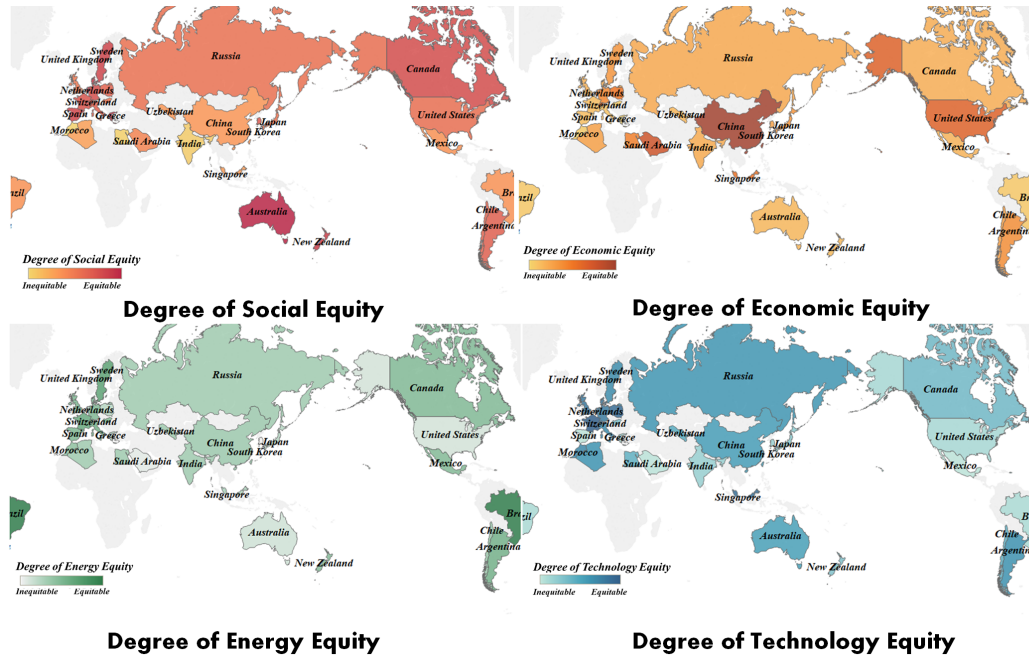 Sweden
United Kingdom
Russia
Netherlands
Switzerland
Spain
Greece
Morocco
Uzbekistan
China
Japan
South Korea
Saudi Arabia
India
Singapore
Australia
New Zealand
Canada
United States
Mexico
zil
Br
Chile
Argentina
Degree of Social Equity
Inequitable Equitable
Degree of Social Equity
Sweden
United Kingdom
Russia
Netherlands
Switzerland
Spain
Greece
Morocco
Uzbekistan
China
Japan
South Korea
Saudi Arabia
India
Singapore
Australia
New Zealand
Canada
United States
Mexico
zil
Br
Chile
Argentina
Degree of Economic Equity
Inequitable Equitable
Degree of Economic Equity
Sweden
United Kingdom
Russia
Netherlands
Switzerland
Spain
Greece
Morocco
Uzbekistan
China
Japan
South Korea
Saudi Arabia
India
Singapore
Australia
New Zealand
Canada
United States
Mexico
zil
Bra
Chile
Argentina
Degree of Energy Equity
Inequitable Equitable
Degree of Energy Equity
Sweden
United Kingdom
Russia
Netherlands
Switzerland
Spain
Greece
Morocco
Uzbekistan
China
Japan
South Korea
Saudi Arabia
India
Singapore
Australia
New Zealand
Canada
United States
Mexico
zil
B
Chile
Argentina
Degree of Technology Equity
Inequitable Equitable
Degree of Technology Equity